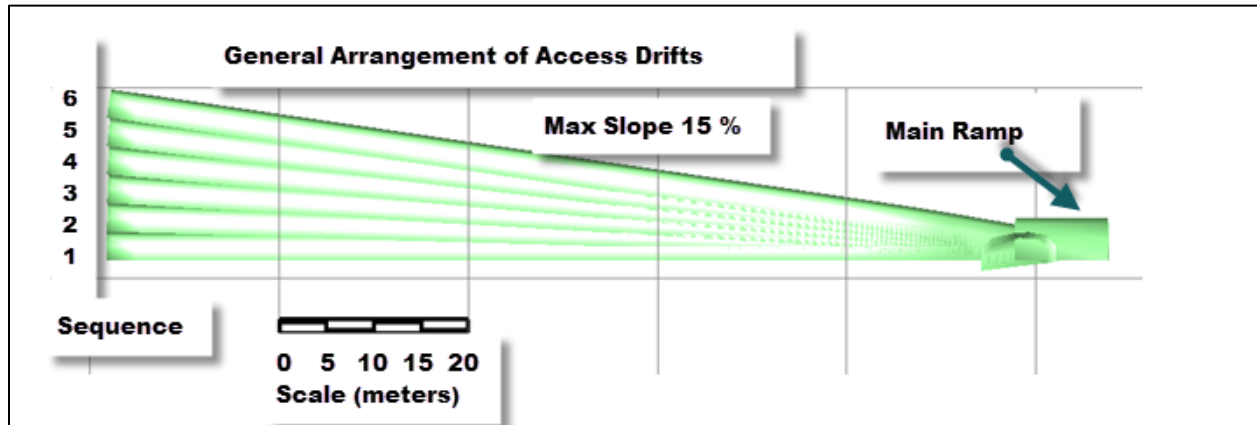 General Arrangement of Access Drifts
Max Slope 15 %
Main Ramp
6
5
4
3
2
1
Sequence
0 5 10 15 20
Scale (meters)